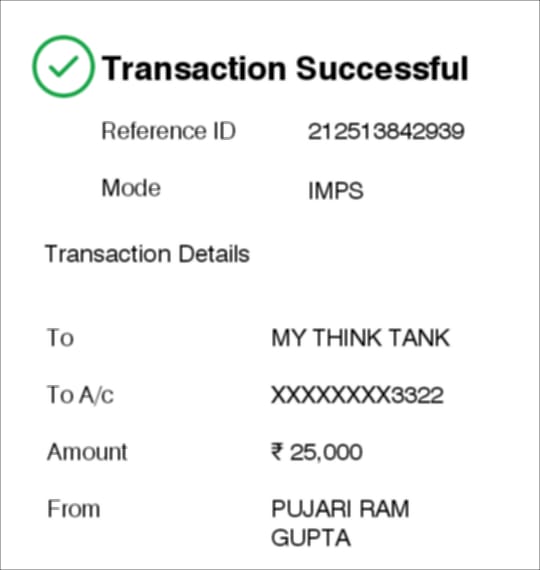 Transaction Successful
Reference ID 212513842939
Mode IMPS
Transaction Details
To MY THINK TANK
To A/c XXXXXXXX3322
Amount ₹ 25,000
From PUJARI RAM
GUPTA